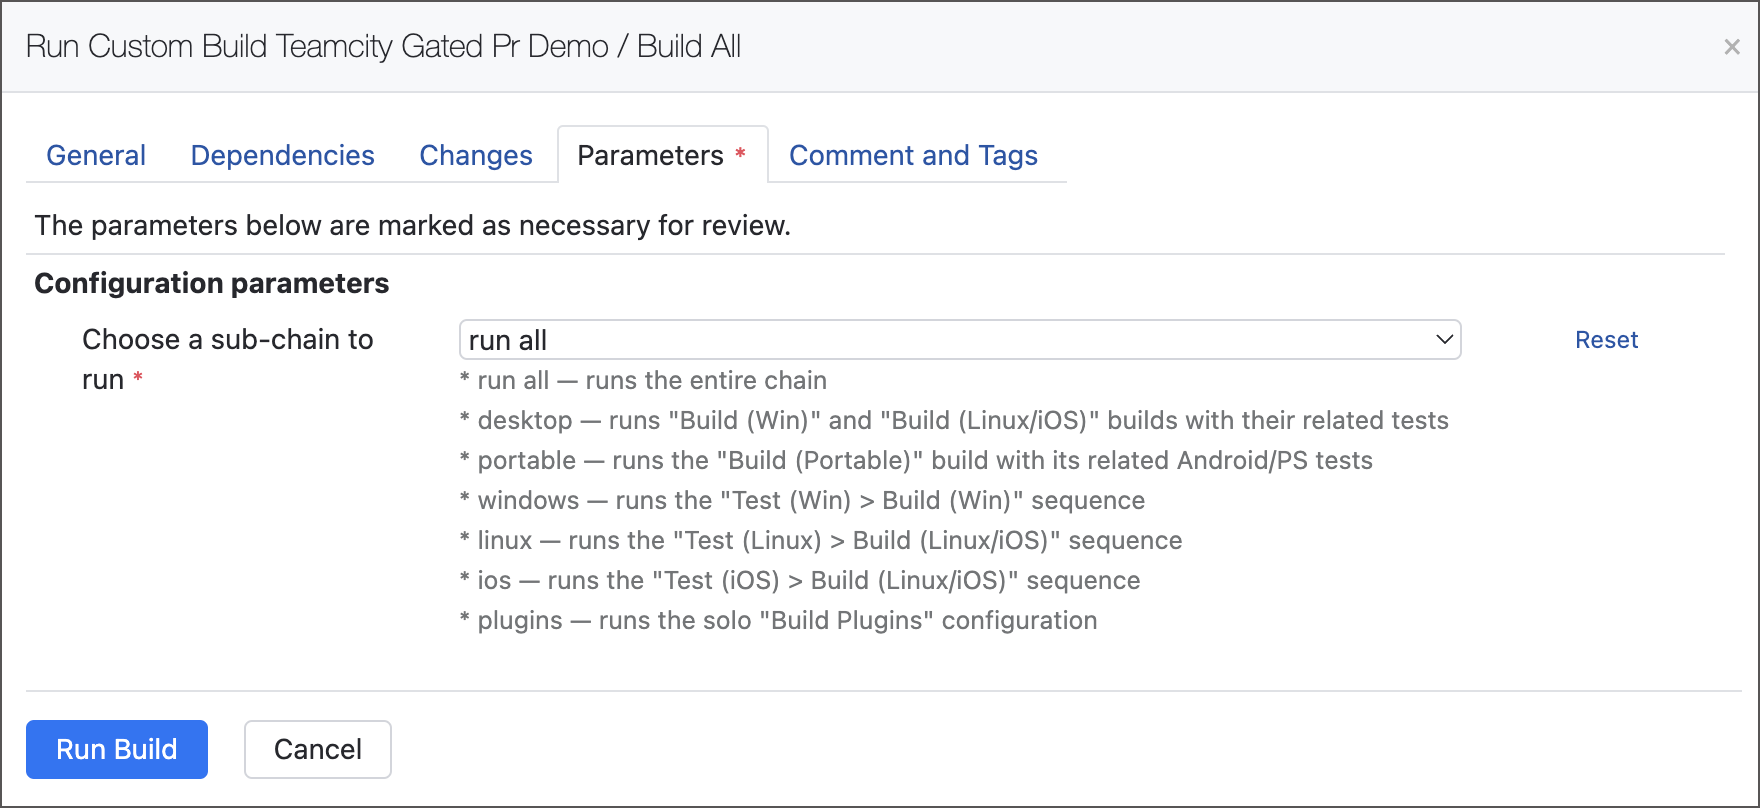 Run Custom Build Teamcity Gated Pr Demo / Build All
×
General Dependencies Changes Parameters * Comment and Tags
The parameters below are marked as necessary for review.
Configuration parameters
Choose a sub-chain to run *
run all
Reset
* run all — runs the entire chain
* desktop — runs "Build (Win)" and "Build (Linux/iOS)" builds with their related tests
* portable — runs the "Build (Portable)" build with its related Android/PS tests
* windows — runs the "Test (Win) > Build (Win)" sequence
* linux — runs the "Test (Linux) > Build (Linux/iOS)" sequence
* ios — runs the "Test (iOS) > Build (Linux/iOS)" sequence
* plugins — runs the solo "Build Plugins" configuration
Run Build Cancel